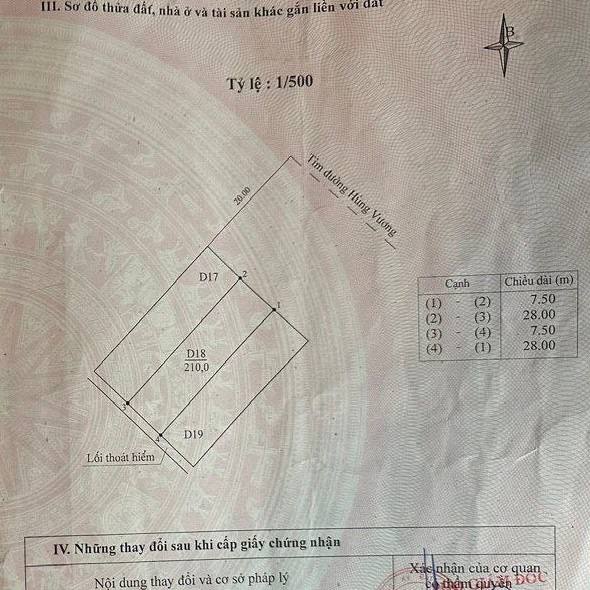 III. Sơ đồ thửa đất, nhà ở và tài sản khác gắn liền với đất
B
Tỷ lệ : 1/500
Tim đường Hùng Vương
20.00
D17
2
1
Cạnh Chiều dài (m)
(1) - (2) 7.50
(2) - (3) 28.00
(3) - (4) 7.50
(4) - (1) 28.00
D18
210,0
3
4
D19
Lối thoát hiểm
IV. Những thay đổi sau khi cấp giấy chứng nhận
Nội dung thay đổi và cơ sở pháp lý
Xác nhận của cơ quan
có thẩm quyền
GIÁM ĐỐC